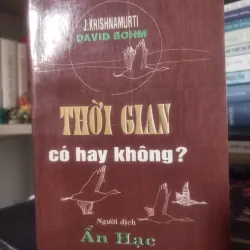 J.KRISHNAMURTI
DAVID BOHM
THỜI GIAN
có hay không?
Người dịch
Ẩn Hạc